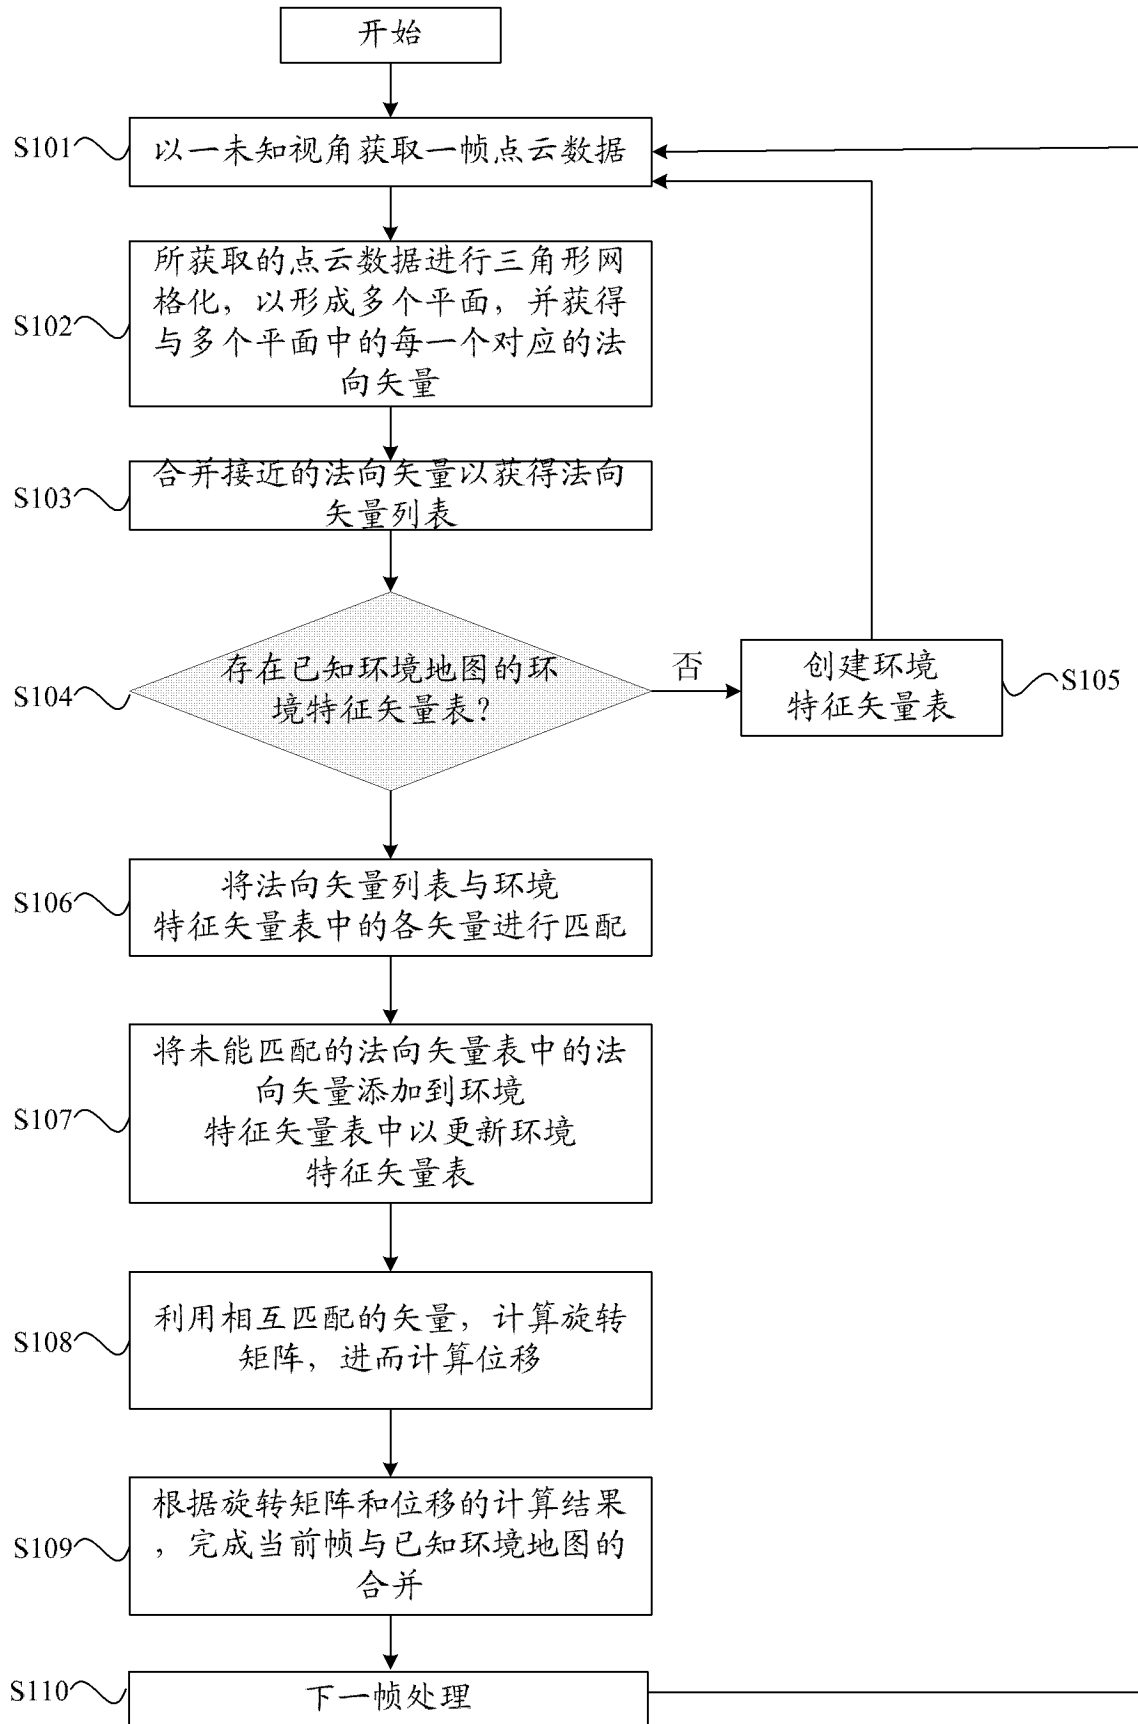 开始
S101
以一未知视角获取一帧点云数据
S102
所获取的点云数据进行三角形网
格化，以形成多个平面，并获得
与多个平面中的每一个对应的法
向矢量
S103
合并接近的法向矢量以获得法向
矢量列表
S104
存在已知环境地图的环
境特征矢量表?
否
创建环境
特征矢量表
S105
S106
将法向矢量列表与环境
特征矢量表中的各矢量进行匹配
S107
将未能匹配的法向矢量表中的法
向矢量添加到环境
特征矢量表中以更新环境
特征矢量表
S108
利用相互匹配的矢量，计算旋转
矩阵，进而计算位移
S109
根据旋转矩阵和位移的计算结果
，完成当前帧与已知环境地图的
合并
S110
下一帧处理